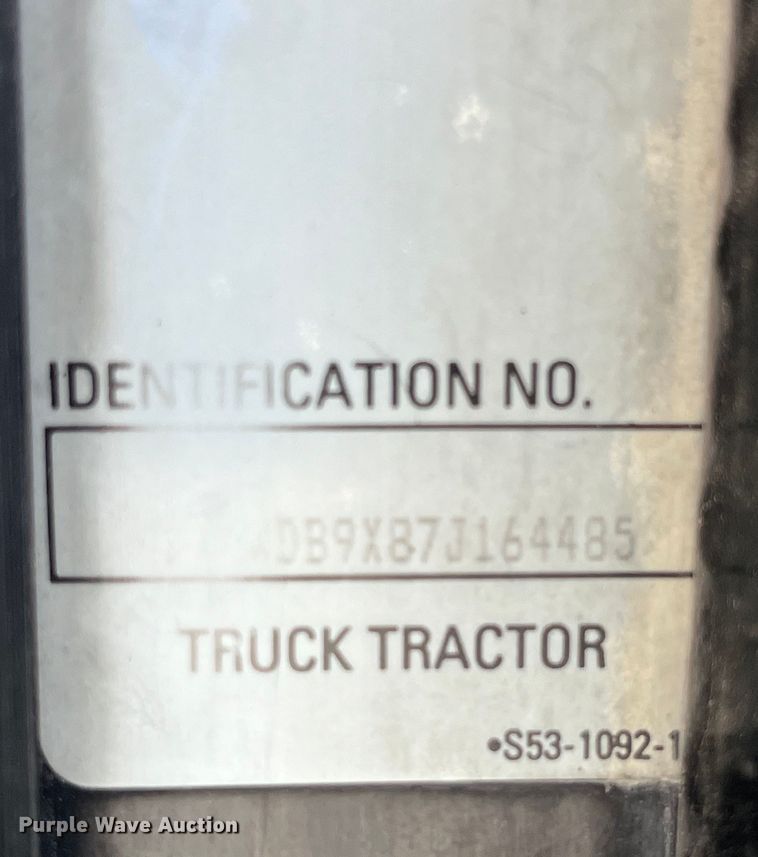 IDENTIFICATION NO.
DB9X87J164485
TRUCK TRACTOR
•S53-1092-1
Purple Wave Auction